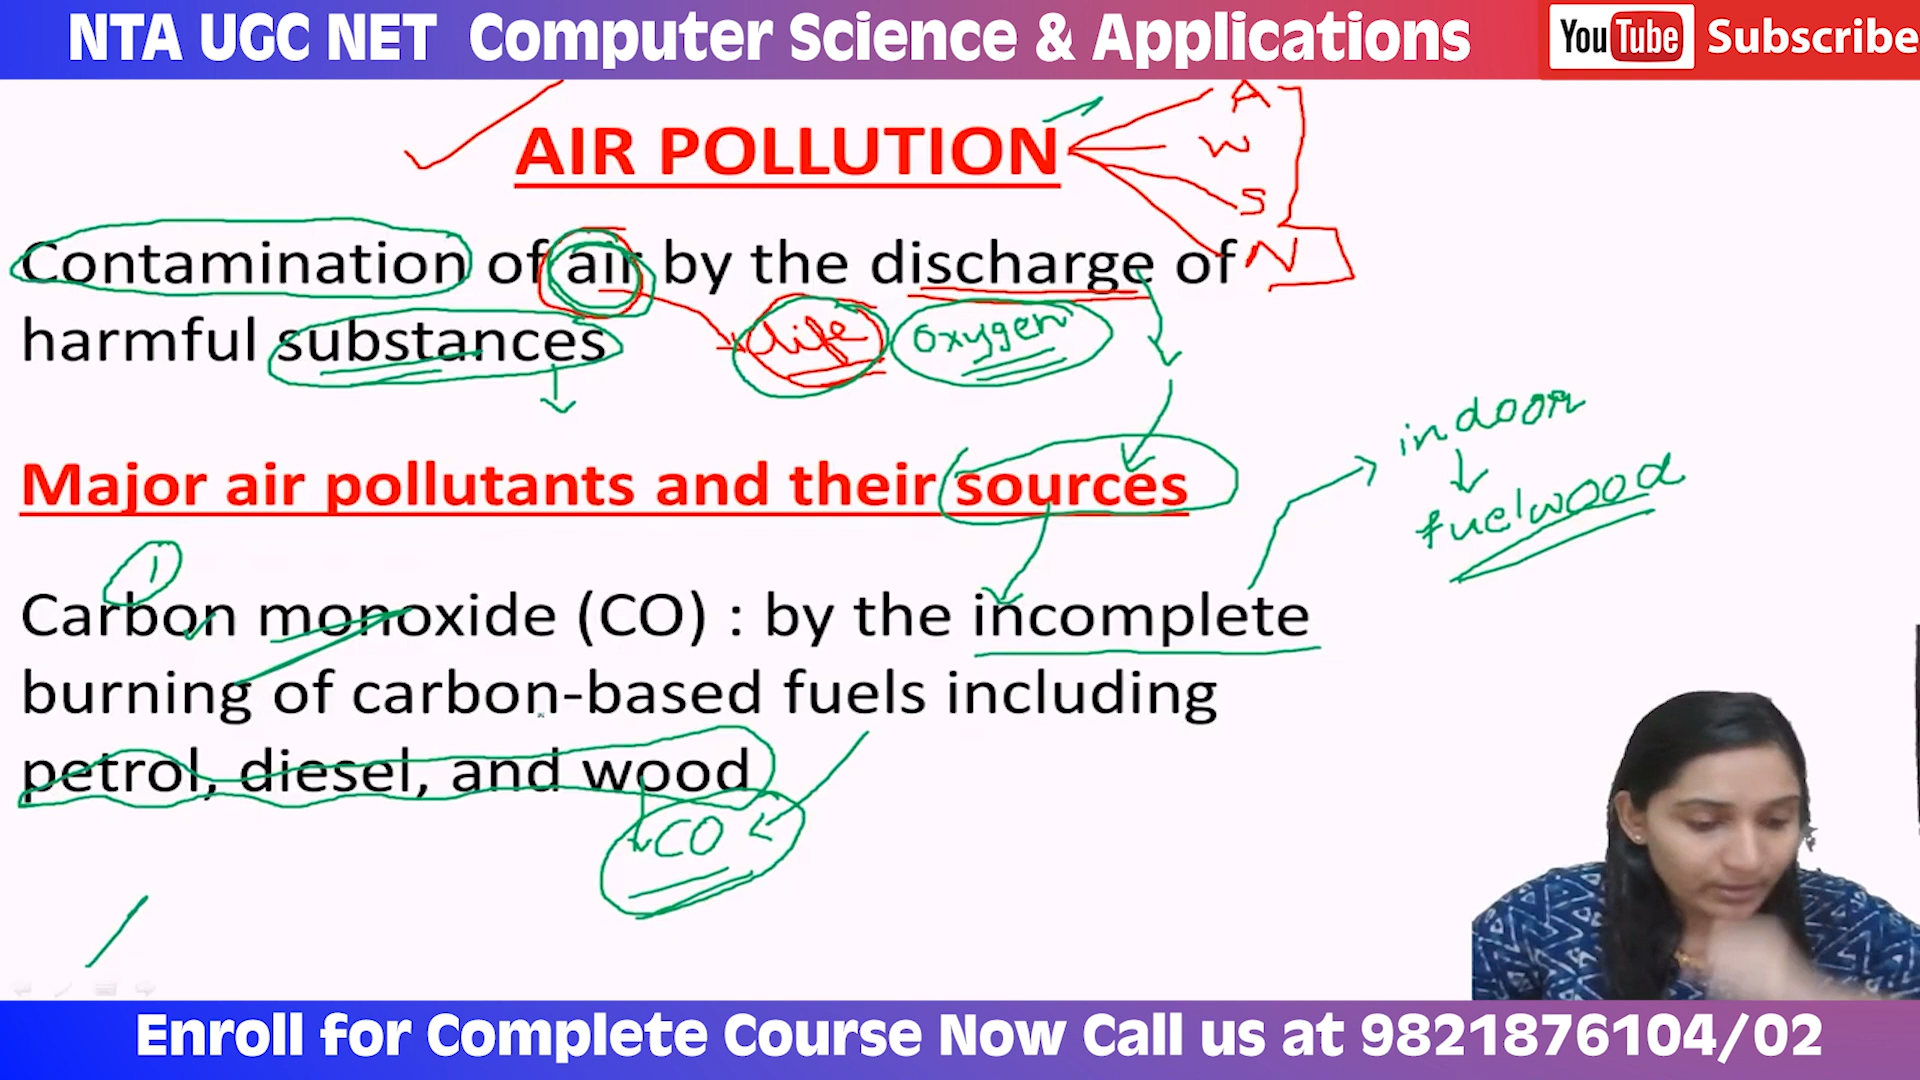 NTA UGC NET Computer Science & Applications
YouTube Subscribe
AIR POLLUTION
A
W
S
N
Contamination of air by the discharge of
harmful substances
life oxygen
indoor
fuelwood
Major air pollutants and their sources
1
Carbon monoxide (CO) : by the incomplete
burning of carbon-based fuels including
petrol, diesel, and wood
CO
Enroll for Complete Course Now Call us at 9821876104/02